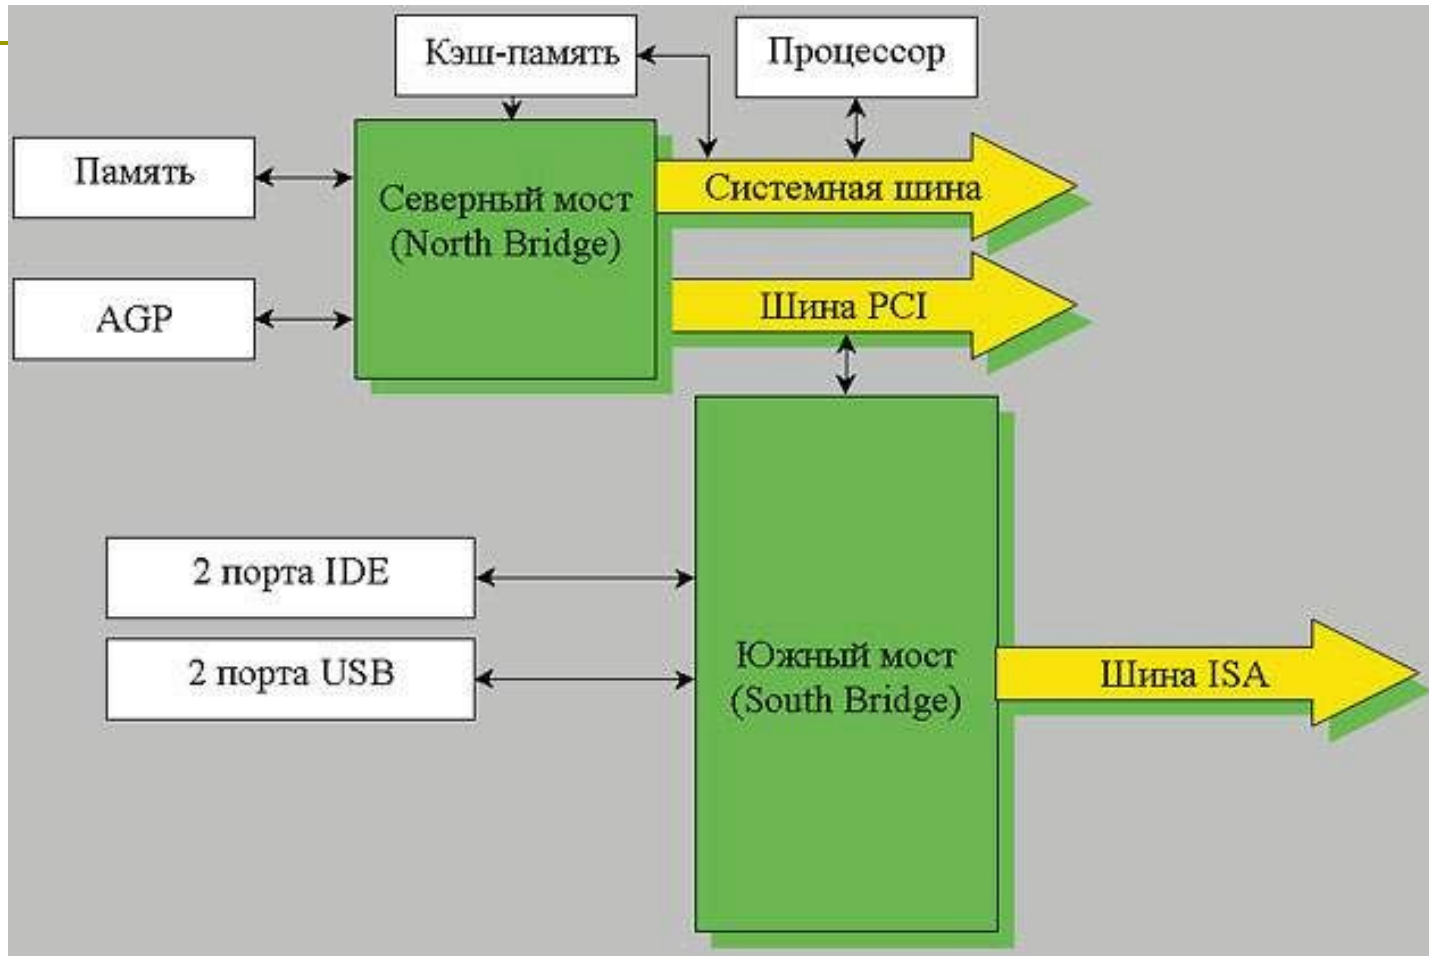 Кэш-память
Процессор
Память
Северный мост
(North Bridge)
Системная шина
AGP
Шина PCI
2 порта IDE
2 порта USB
Южный мост
(South Bridge)
Шина ISA